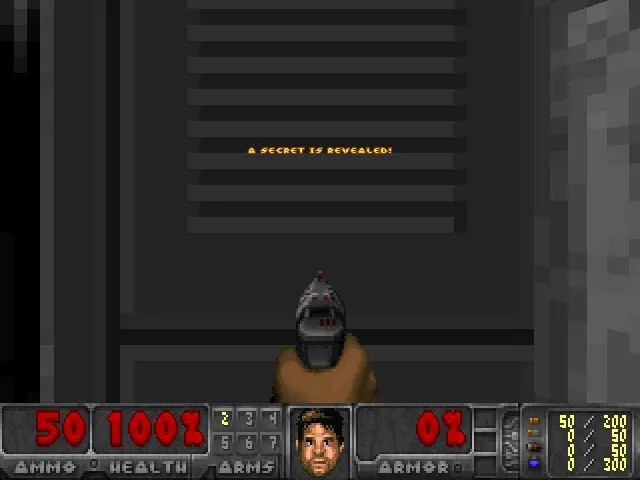 A SECRET IS REVEALED!
50 100% 2 3 4 0% 50 / 200
5 6 7 0 / 50
0 / 50
0 / 300
AMMO HEALTH ARMS ARMOR